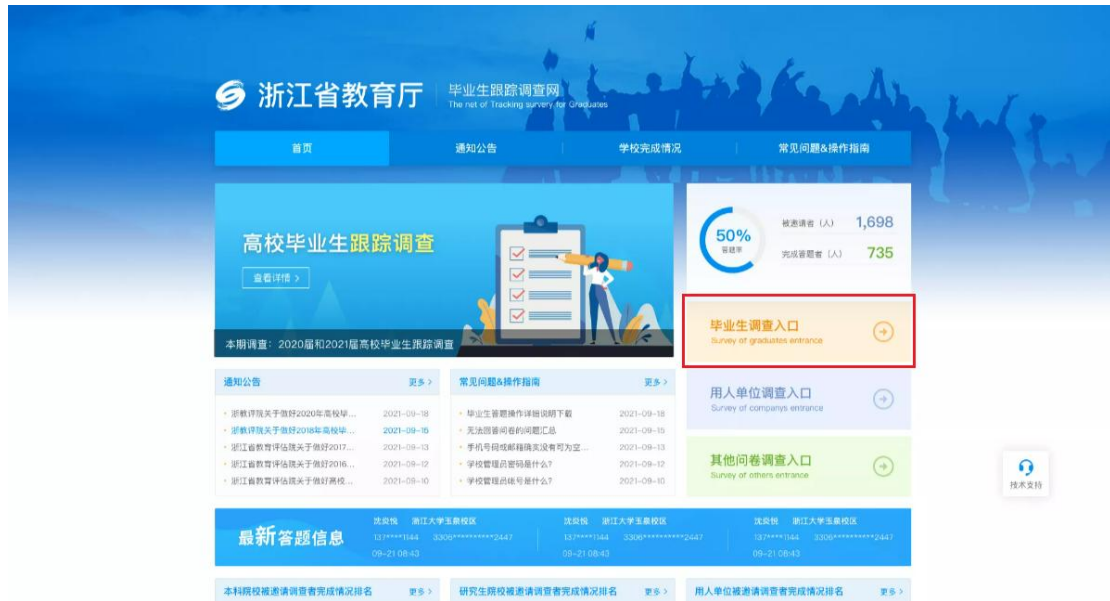 浙江省教育厅
毕业生跟踪调查网
The net of Tracking survery for Graduates
首页
通知公告
学校完成情况
常见问题&操作指南
高校毕业生跟踪调查
查看详情 >
本期调查：2020届和2021届高校毕业生跟踪调查
50%
答题率
被邀请者（人） 1,698
完成答题者（人） 735
毕业生调查入口
Survey of graduates entrance
用人单位调查入口
Survey of companys entrance
其他问卷调查入口
Survey of others entrance
技术支持
通知公告 更多 >
浙教评院关于做好2020年高校毕... 2021-09-18
浙教评院关于做好2018年高校毕... 2021-09-15
浙江省教育评估院关于做好2017... 2021-09-13
浙江省教育评估院关于做好2016... 2021-09-12
浙江省教育评估院关于做好高校... 2021-09-10
常见问题&操作指南 更多 >
毕业生答题操作详细说明下载 2021-09-18
无法回答问卷的问题汇总 2021-09-15
手机号码或邮箱确实没有可为空... 2021-09-13
学校管理员密码是什么? 2021-09-12
学校管理员账号是什么? 2021-09-10
最新答题信息
浙江大学玉泉校区
137****1144 3306**********2447
09-21 08:43
浙江大学玉泉校区
137****1144 3306**********2447
09-21 08:43
浙江大学玉泉校区
137****1144 3306**********2447
09-21 08:43
本科院校被邀请调查者完成情况排名 更多 >
研究生院校被邀请调查者完成情况排名 更多 >
用人单位被邀请调查者完成情况排名 更多 >